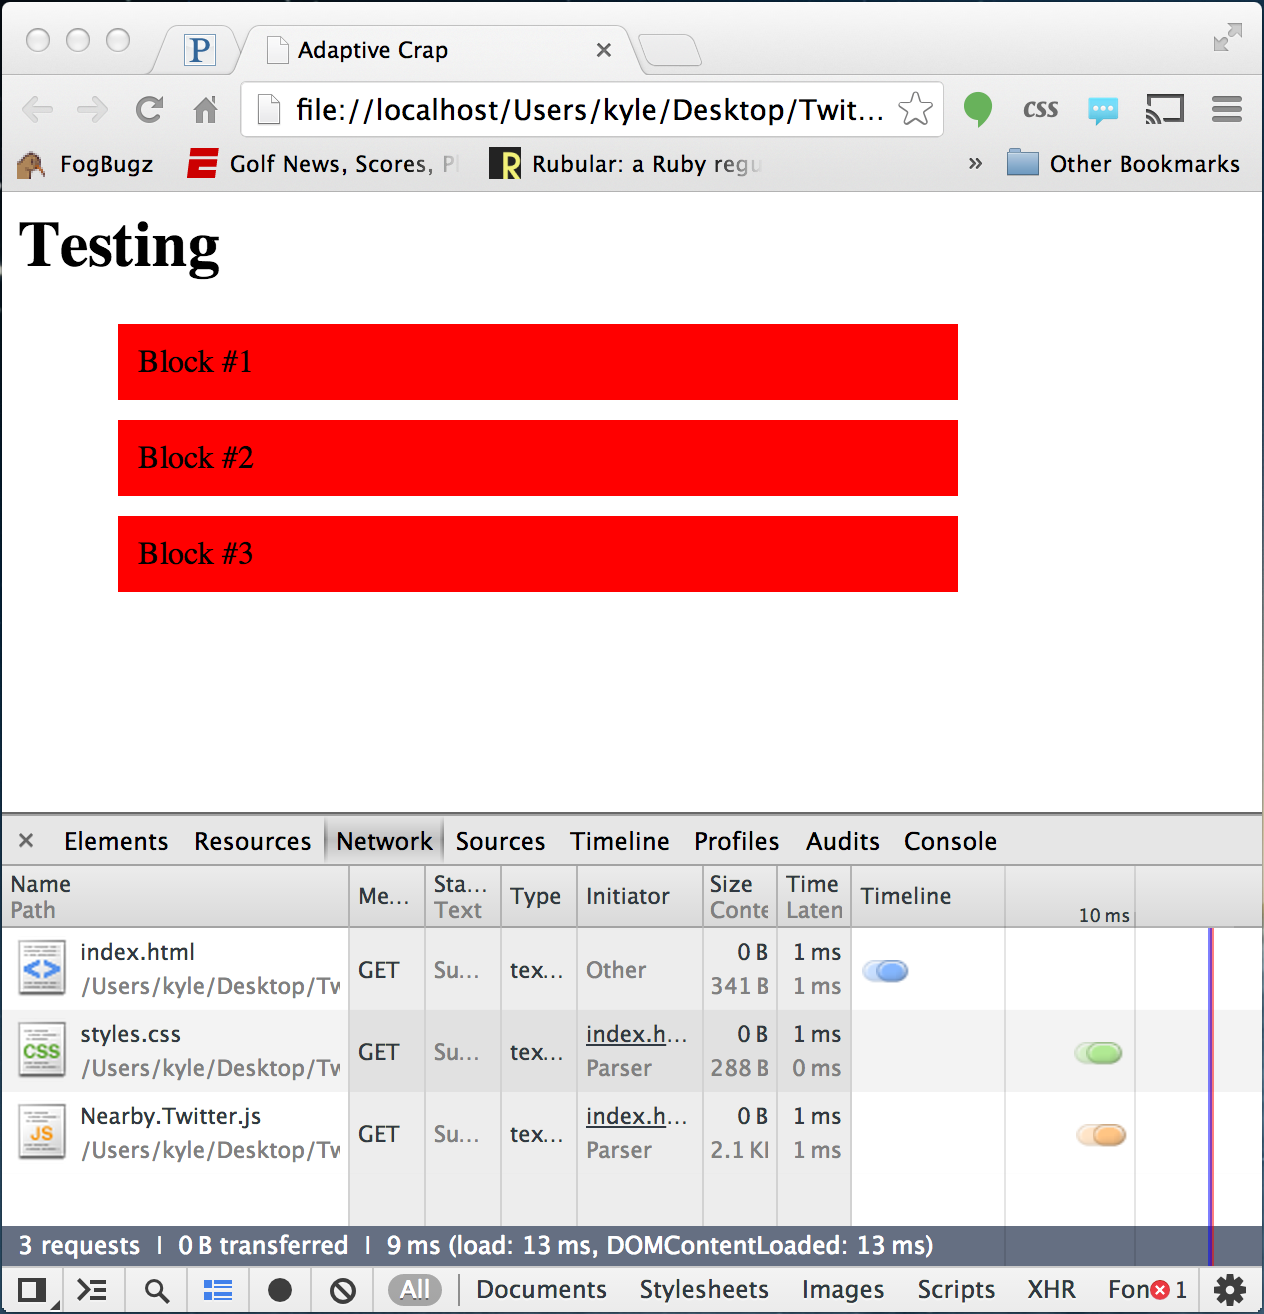 P Adaptive Crap
file://localhost/Users/kyle/Desktop/Twit... css
FogBugz E Golf News, Scores, R Rubular: a Ruby regu » Other Bookmarks
Testing
Block #1
Block #2
Block #3
× Elements Resources Network Sources Timeline Profiles Audits Console
Name Me... Sta... Type Initiator Size Time Timeline
Path Text Conte Laten 10 ms
index.html GET Su... tex... Other 0 B 1 ms
/Users/kyle/Desktop/Tw 341 B 1 ms
styles.css GET Su... tex... index.h... 0 B 1 ms
CSS /Users/kyle/Desktop/Tw Parser 288 B 0 ms
Nearby.Twitter.js GET Su... tex... index.h... 0 B 1 ms
JS /Users/kyle/Desktop/Tw Parser 2.1 K 1 ms
3 requests | 0 B transferred | 9 ms (load: 13 ms, DOMContentLoaded: 13 ms)
All | Documents Stylesheets Images Scripts XHR Fon 1